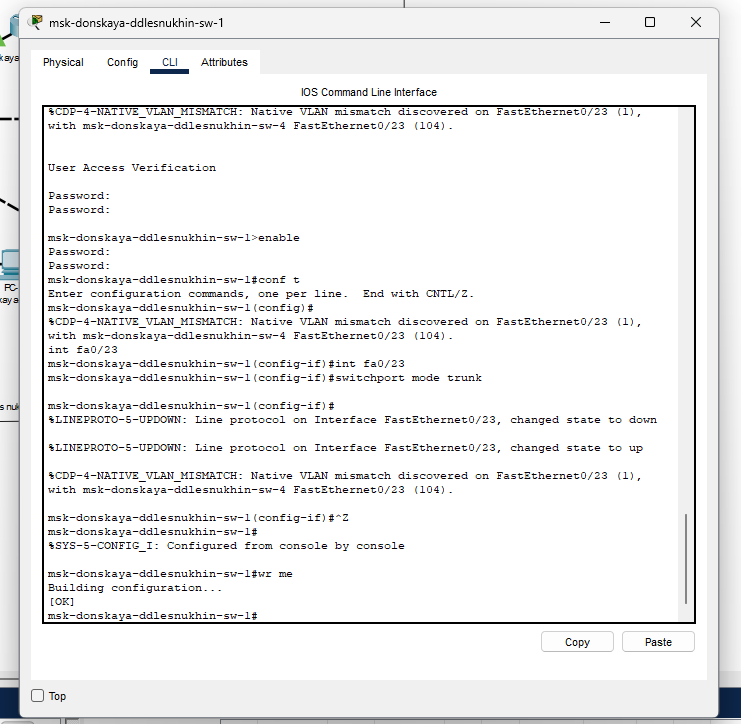 msk-donskaya-ddlesnukhin-sw-1
Physical Config CLI Attributes
IOS Command Line Interface
%CDP-4-NATIVE_VLAN_MISMATCH: Native VLAN mismatch discovered on FastEthernet0/23 (1),
with msk-donskaya-ddlesnukhin-sw-4 FastEthernet0/23 (104).
User Access Verification
Password:
Password:
msk-donskaya-ddlesnukhin-sw-1>enable
Password:
Password:
msk-donskaya-ddlesnukhin-sw-1#conf t
Enter configuration commands, one per line.  End with CNTL/Z.
msk-donskaya-ddlesnukhin-sw-1(config)#
%CDP-4-NATIVE_VLAN_MISMATCH: Native VLAN mismatch discovered on FastEthernet0/23 (1),
with msk-donskaya-ddlesnukhin-sw-4 FastEthernet0/23 (104).
int fa0/23
msk-donskaya-ddlesnukhin-sw-1(config-if)#int fa0/23
msk-donskaya-ddlesnukhin-sw-1(config-if)#switchport mode trunk
msk-donskaya-ddlesnukhin-sw-1(config-if)#
%LINEPROTO-5-UPDOWN: Line protocol on Interface FastEthernet0/23, changed state to down
%LINEPROTO-5-UPDOWN: Line protocol on Interface FastEthernet0/23, changed state to up
%CDP-4-NATIVE_VLAN_MISMATCH: Native VLAN mismatch discovered on FastEthernet0/23 (1),
with msk-donskaya-ddlesnukhin-sw-4 FastEthernet0/23 (104).
msk-donskaya-ddlesnukhin-sw-1(config-if)#^Z
msk-donskaya-ddlesnukhin-sw-1#
%SYS-5-CONFIG_I: Configured from console by console
msk-donskaya-ddlesnukhin-sw-1#wr me
Building configuration...
[OK]
msk-donskaya-ddlesnukhin-sw-1#
Copy Paste
Top
PC-